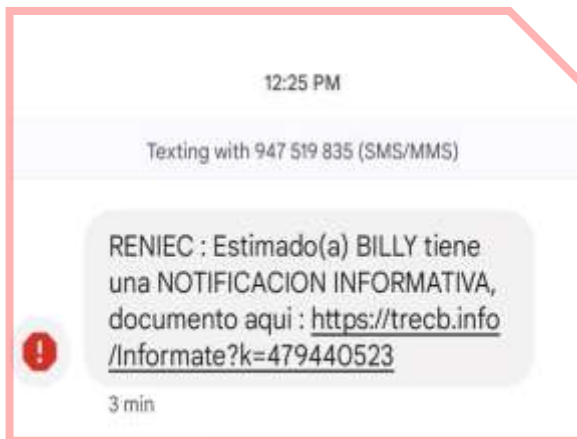 12:25 PM
Texting with 947 519 835 (SMS/MMS)
RENIEC : Estimado(a) BILLY tiene
una NOTIFICACION INFORMATIVA,
documento aqui : https://trecb.info
/Informate?k=479440523
3 min